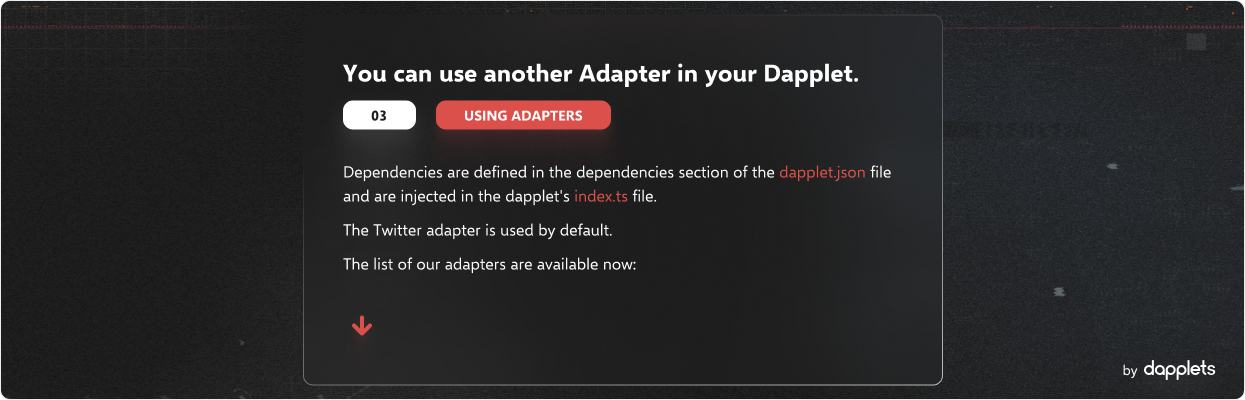 You can use another Adapter in your Dapplet.
03
USING ADAPTERS
Dependencies are defined in the dependencies section of the dapplet.json file
and are injected in the dapplet's index.ts file.
The Twitter adapter is used by default.
The list of our adapters are available now:
by dapplets